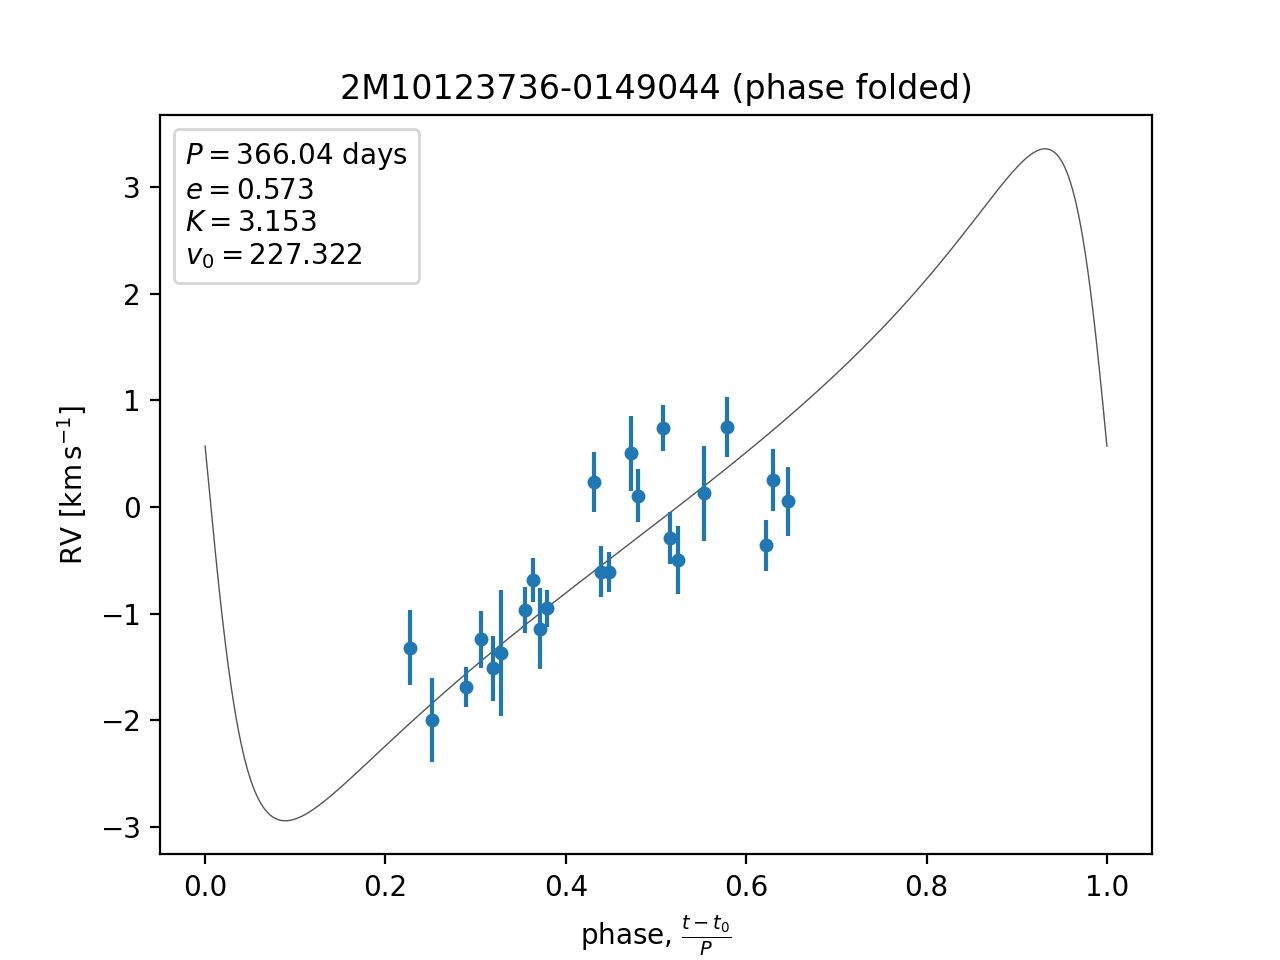 2M10123736-0149044 (phase folded)
P = 366.04 days
e = 0.573
K = 3.153
v₀ = 227.322
3
2
1
0
−1
−2
−3
RV [km s⁻¹]
0.0 0.2 0.4 0.6 0.8 1.0
phase, (t − t₀)/P